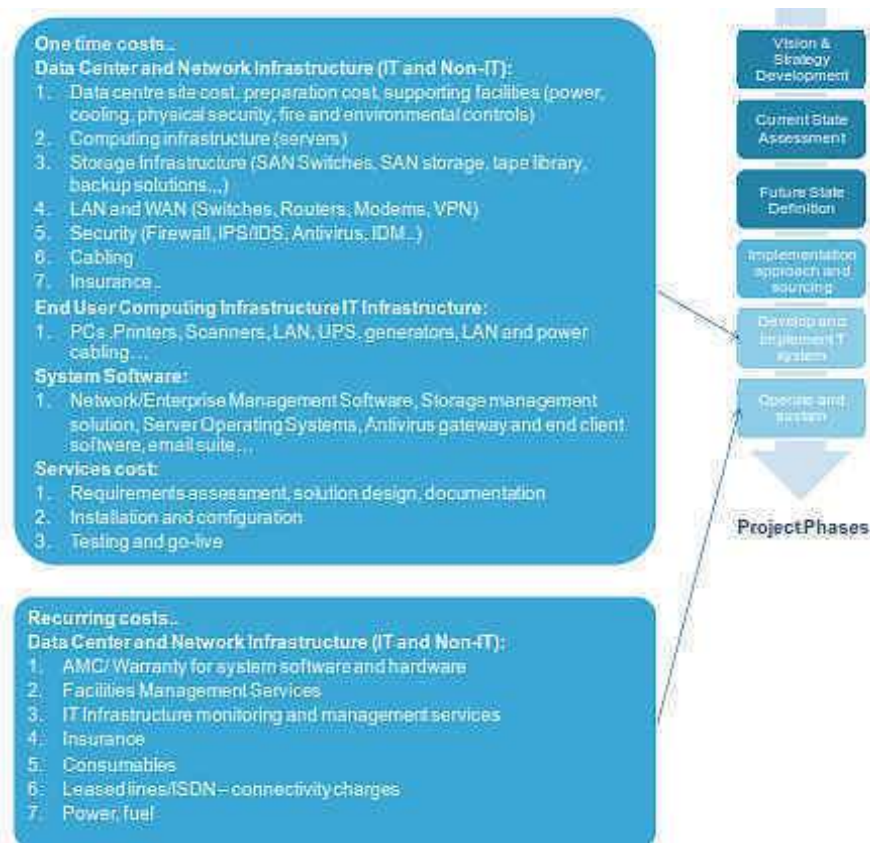 One time costs..
Data Center and Network Infrastructure (IT and Non-IT):
1. Data centre site cost, preparation cost, supporting facilities (power,
cooling, physical security, fire and environmental controls)
2. Computing infrastructure (servers)
3. Storage Infrastructure (SAN Switches, SAN storage, tape library,
backup solutions...)
4. LAN and WAN (Switches, Routers, Modems, VPN)
5. Security (Firewall, IPS/IDS, Antivirus, IDM..)
6. Cabling
7. Insurance..
End User Computing Infrastructure IT Infrastructure:
1. PCs, Printers, Scanners, LAN, UPS, generators, LAN and power
cabling...
System Software:
1. Network/Enterprise Management Software, Storage management
solution, Server Operating Systems, Antivirus gateway and end client
software, email suite...
Services cost:
1. Requirements assessment, solution design, documentation
2. Installation and configuration
3. Testing and go-live
Recurring costs..
Data Center and Network Infrastructure (IT and Non-IT):
1. AMC/ Warranty for system software and hardware
2. Facilities Management Services
3. IT Infrastructure monitoring and management services
4. Insurance
5. Consumables
6. Leased lines/ISDN – connectivity charges
7. Power, fuel
Vision &
Strategy
Development
Current State
Assessment
Future State
Definition
Implementation
approach and
sourcing
Develop and
implement IT
system
Operate and
sustain
Project Phases